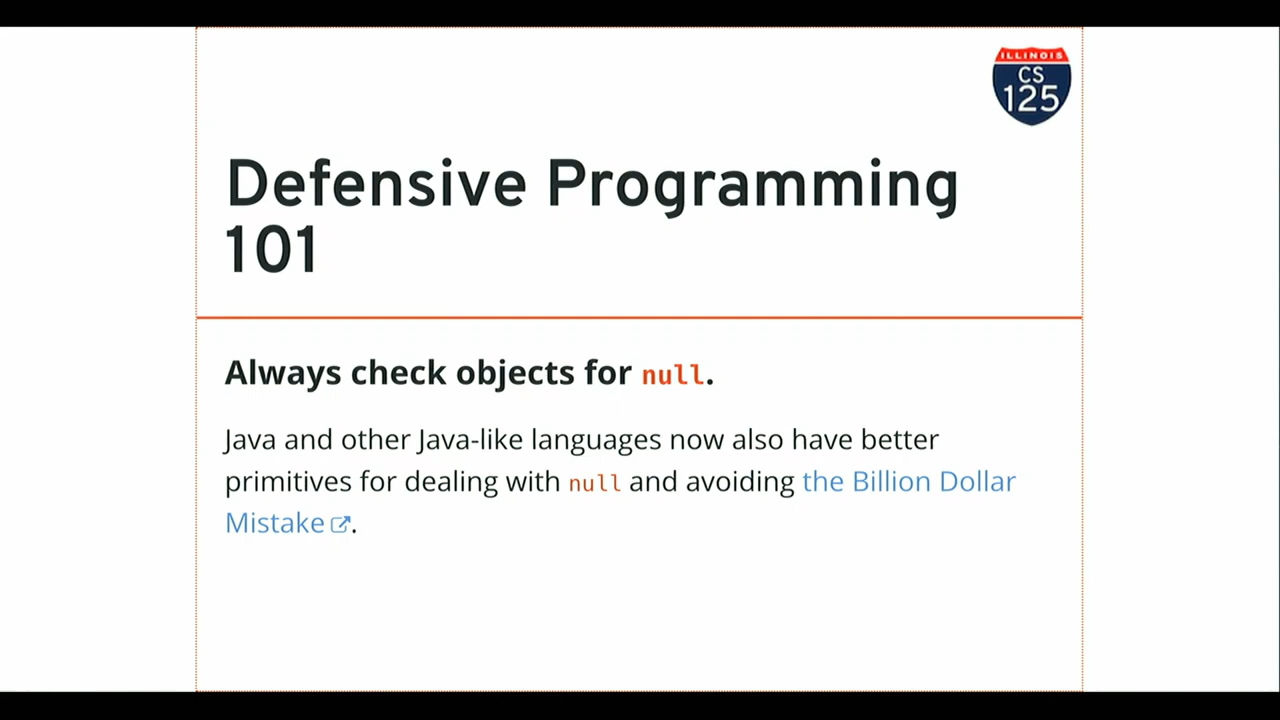 ILLINOIS
CS
125
Defensive Programming
101
Always check objects for null.
Java and other Java-like languages now also have better
primitives for dealing with null and avoiding the Billion Dollar
Mistake.